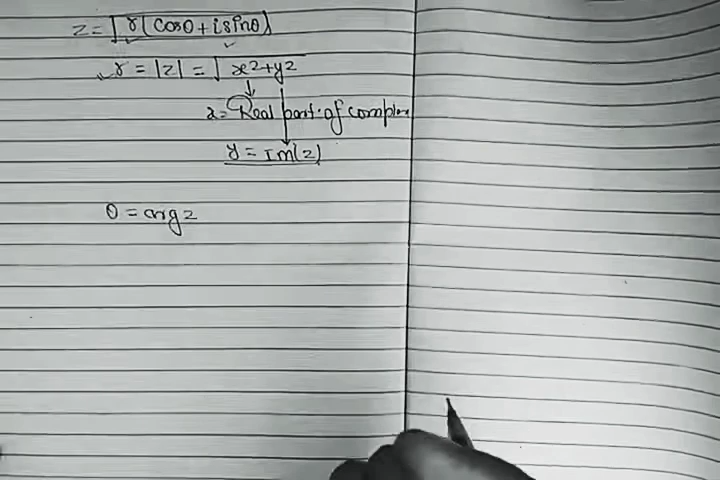 z = r(cosθ + isinθ)
r = |z| = √x2+y2
x = Real part of complex
y = Im(z)
θ = arg z